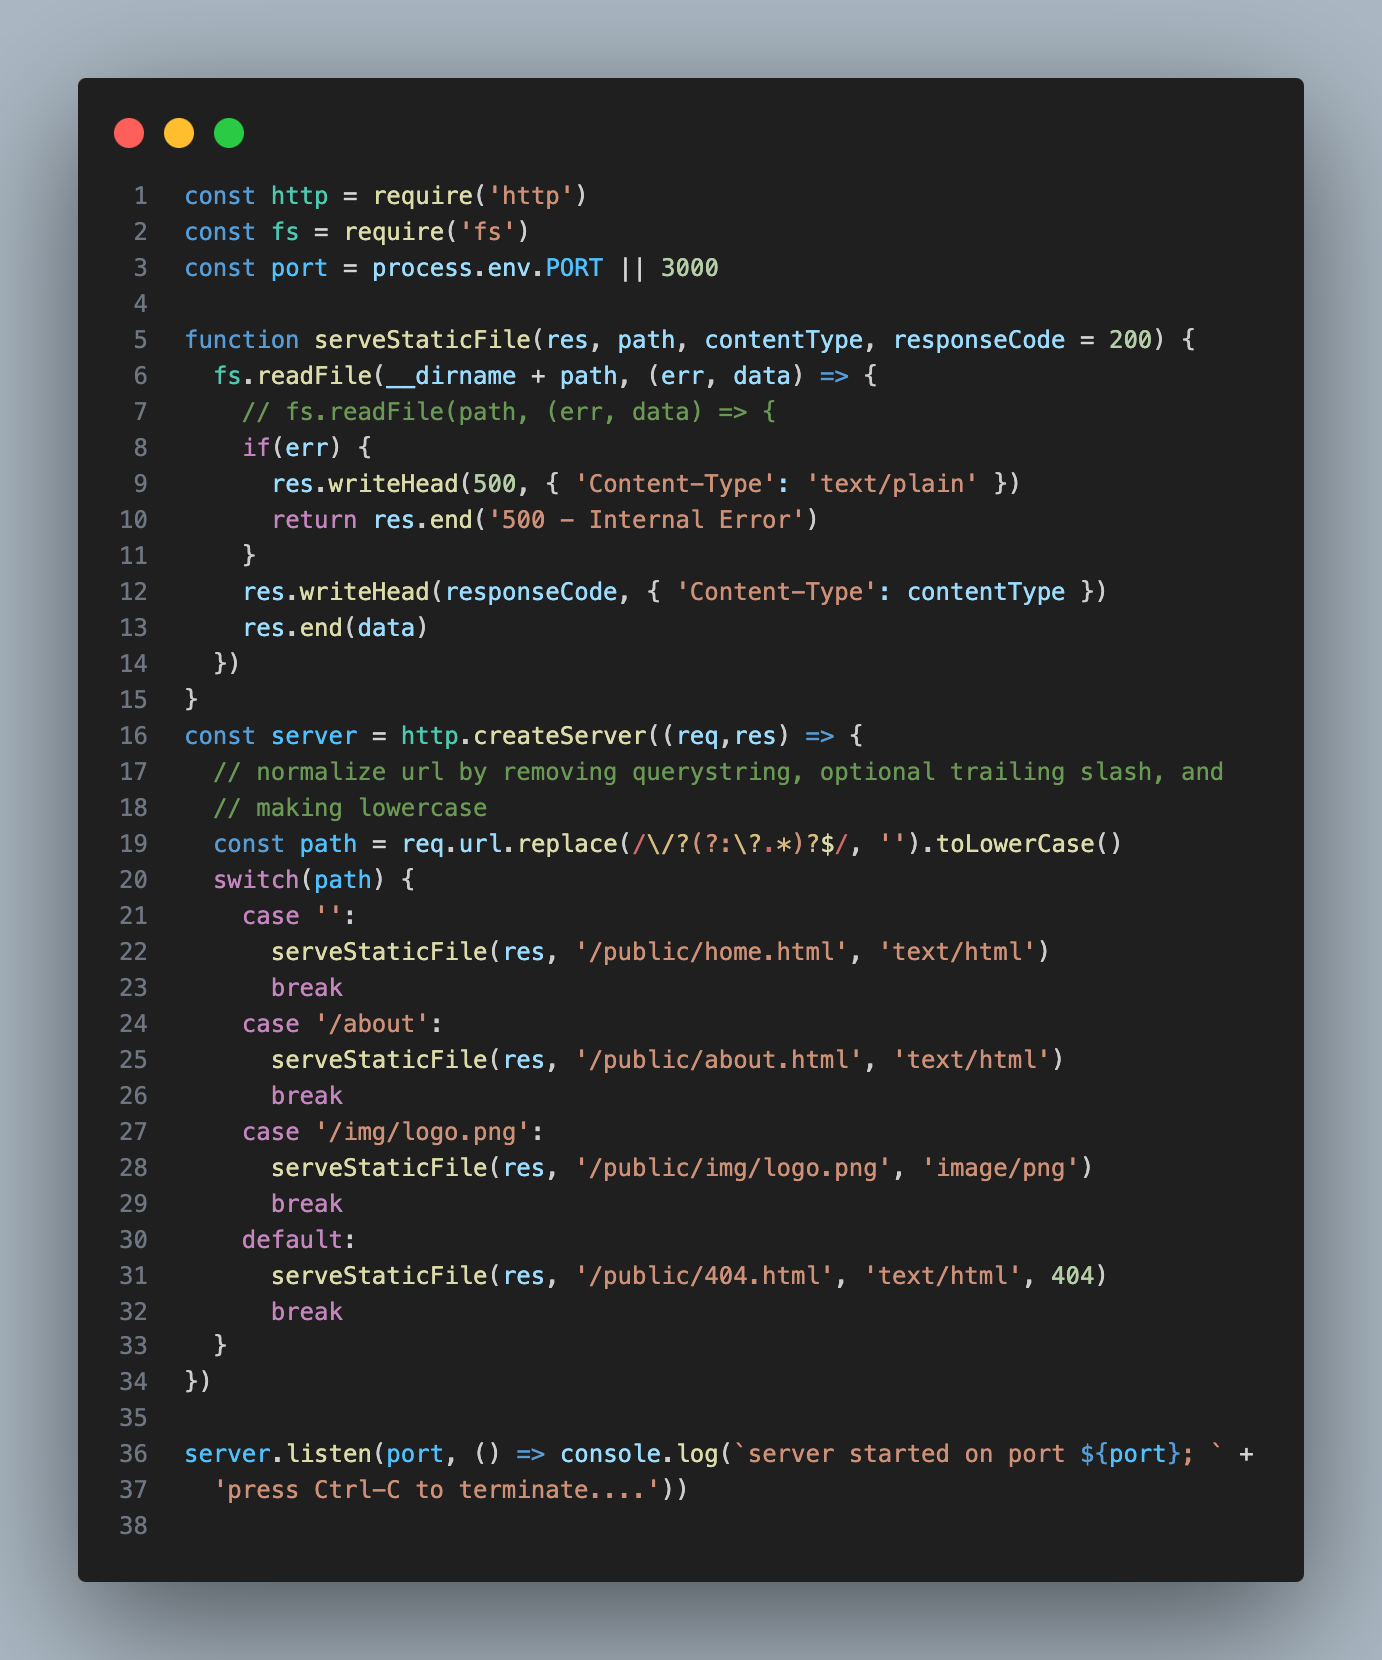 1 const http = require('http')
2 const fs = require('fs')
3 const port = process.env.PORT || 3000
4
5 function serveStaticFile(res, path, contentType, responseCode = 200) {
6   fs.readFile(__dirname + path, (err, data) => {
7     // fs.readFile(path, (err, data) => {
8     if(err) {
9       res.writeHead(500, { 'Content-Type': 'text/plain' })
10       return res.end('500 - Internal Error')
11     }
12     res.writeHead(responseCode, { 'Content-Type': contentType })
13     res.end(data)
14   })
15 }
16 const server = http.createServer((req,res) => {
17   // normalize url by removing querystring, optional trailing slash, and
18   // making lowercase
19   const path = req.url.replace(/\/?(?:\?.*)?$/, '').toLowerCase()
20   switch(path) {
21     case '':
22       serveStaticFile(res, '/public/home.html', 'text/html')
23       break
24     case '/about':
25       serveStaticFile(res, '/public/about.html', 'text/html')
26       break
27     case '/img/logo.png':
28       serveStaticFile(res, '/public/img/logo.png', 'image/png')
29       break
30     default:
31       serveStaticFile(res, '/public/404.html', 'text/html', 404)
32       break
33   }
34 })
35
36 server.listen(port, () => console.log(`server started on port ${port}; ` +
37   'press Ctrl-C to terminate....'))
38